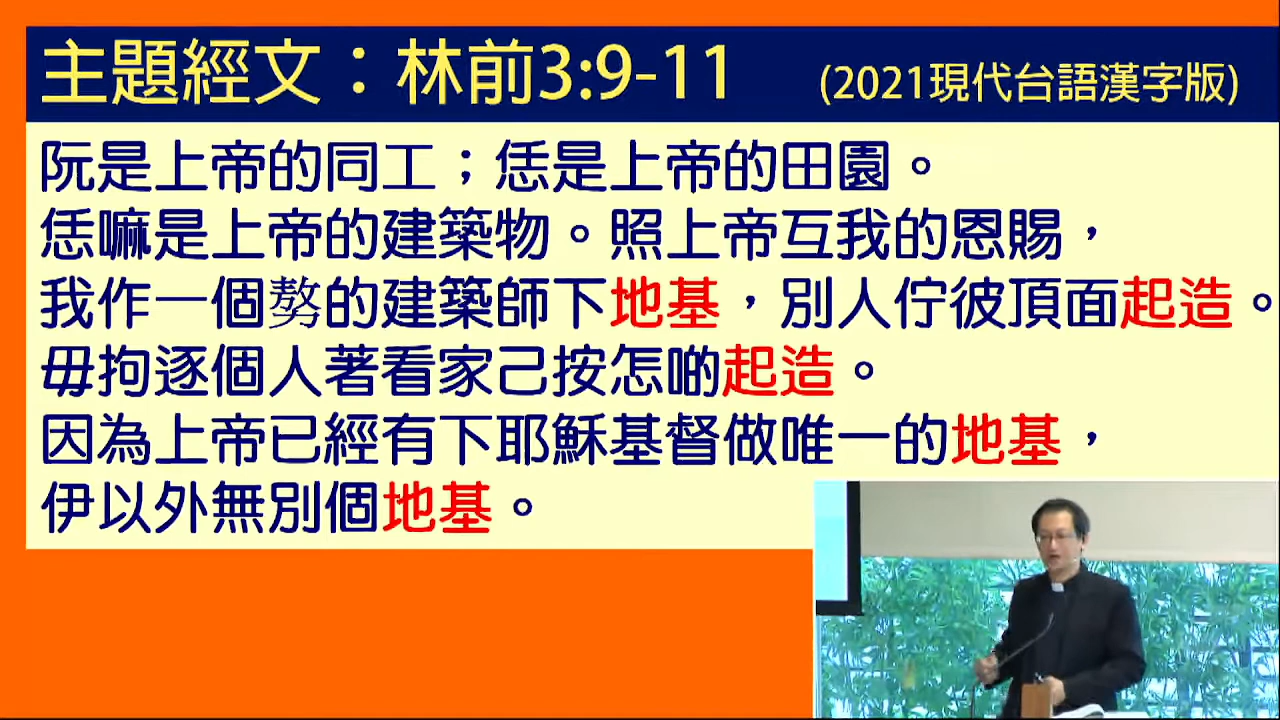 主題經文：林前3:9-11 (2021現代台語漢字版)
阮是上帝的同工；恁是上帝的田園。
恁嘛是上帝的建築物。照上帝互我的恩賜，
我作一個𠢕的建築師下地基，別人佇彼頂面起造。
毋拘逐個人著看家己按怎啲起造。
因為上帝已經有下耶穌基督做唯一的地基，
伊以外無別個地基。